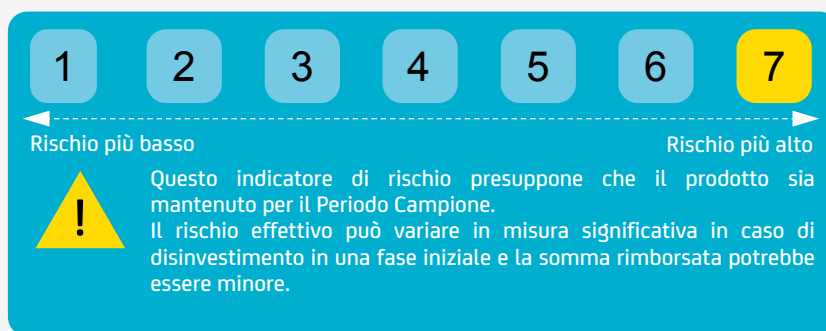 1 2 3 4 5 6 7
Rischio più basso Rischio più alto
!
Questo indicatore di rischio presuppone che il prodotto sia
mantenuto per il Periodo Campione.
Il rischio effettivo può variare in misura significativa in caso di
disinvestimento in una fase iniziale e la somma rimborsata potrebbe
essere minore.